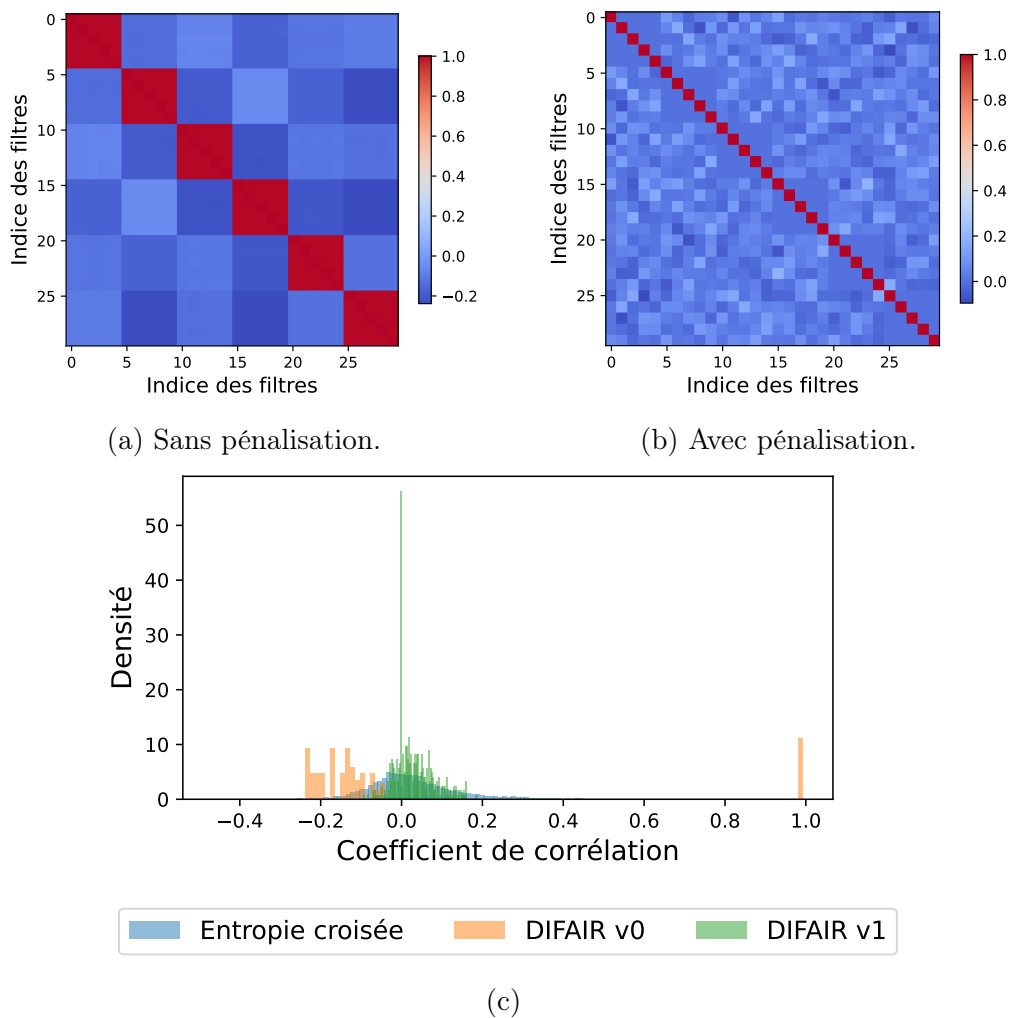 0
5
10
15
20
25
Indice des filtres
0 5 10 15 20 25
Indice des filtres
1.0
0.8
0.6
0.4
0.2
0.0
−0.2
(a) Sans pénalisation.
0
5
10
15
20
25
Indice des filtres
0 5 10 15 20 25
Indice des filtres
1.0
0.8
0.6
0.4
0.2
0.0
(b) Avec pénalisation.
50
40
30
20
10
0
Densité
−0.4 −0.2 0.0 0.2 0.4 0.6 0.8 1.0
Coefficient de corrélation
Entropie croisée DIFAIR v0 DIFAIR v1
(c)